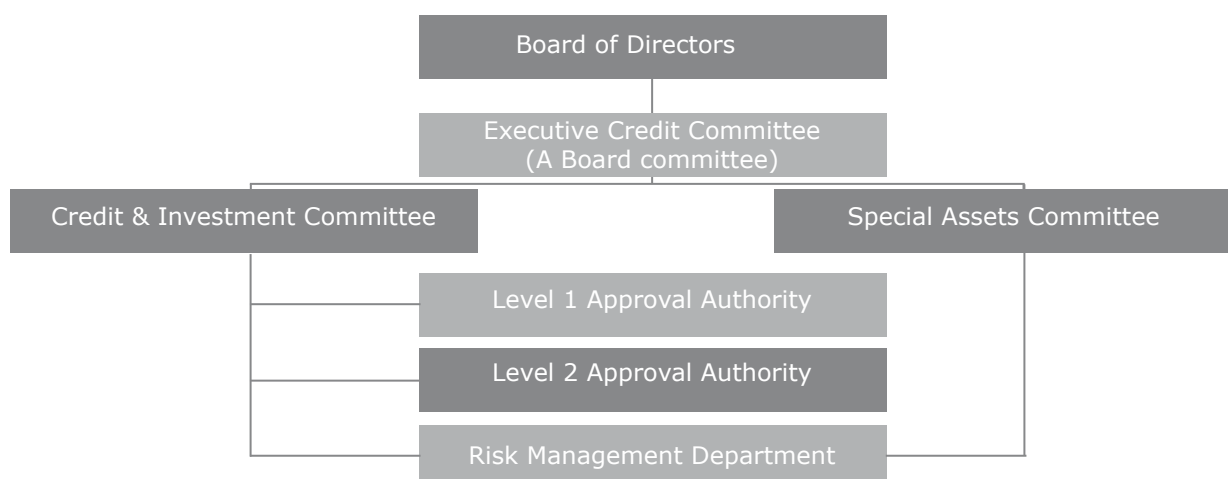 Board of Directors
Executive Credit Committee
(A Board committee)
Credit & Investment Committee
Special Assets Committee
Level 1 Approval Authority
Level 2 Approval Authority
Risk Management Department